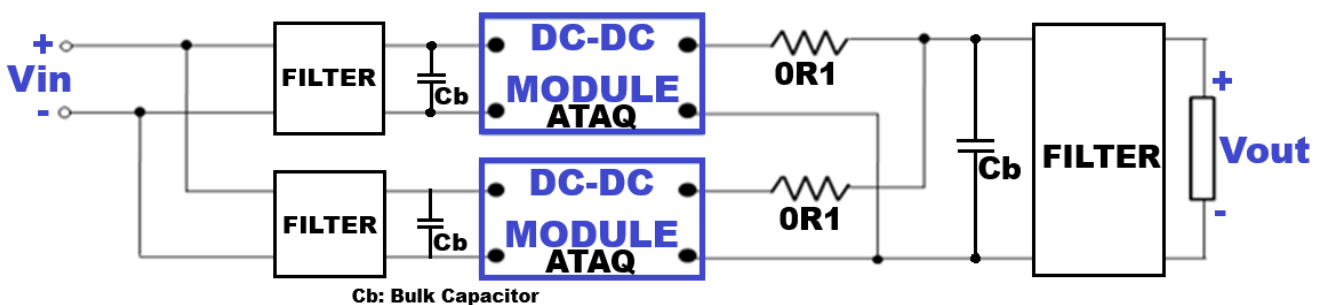 +
Vin
-
FILTER
Cb
DC-DC
MODULE
ATAQ
0R1
FILTER
Cb
DC-DC
MODULE
ATAQ
0R1
Cb
FILTER
+
Vout
-
Cb: Bulk Capacitor